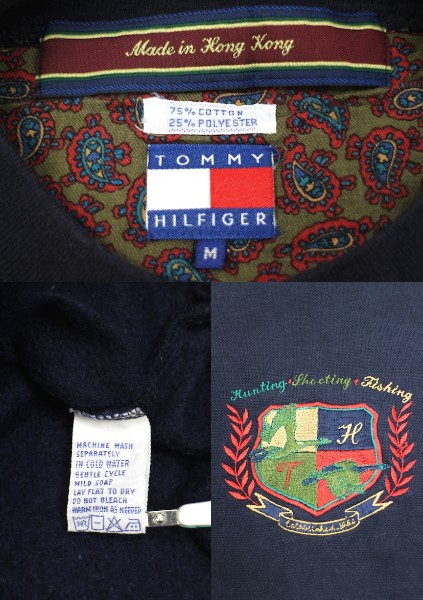 Made in Hong Kong
75% COTTON
25% POLYESTER
TOMMY
HILFIGER
M
MACHINE WASH
SEPARATELY
IN COLD WATER
GENTLE CYCLE
MILD SOAP
LAY FLAT TO DRY
DO NOT BLEACH
WARM IRON AS NEEDED
Hunting • Shooting • Fishing
H
T
Established